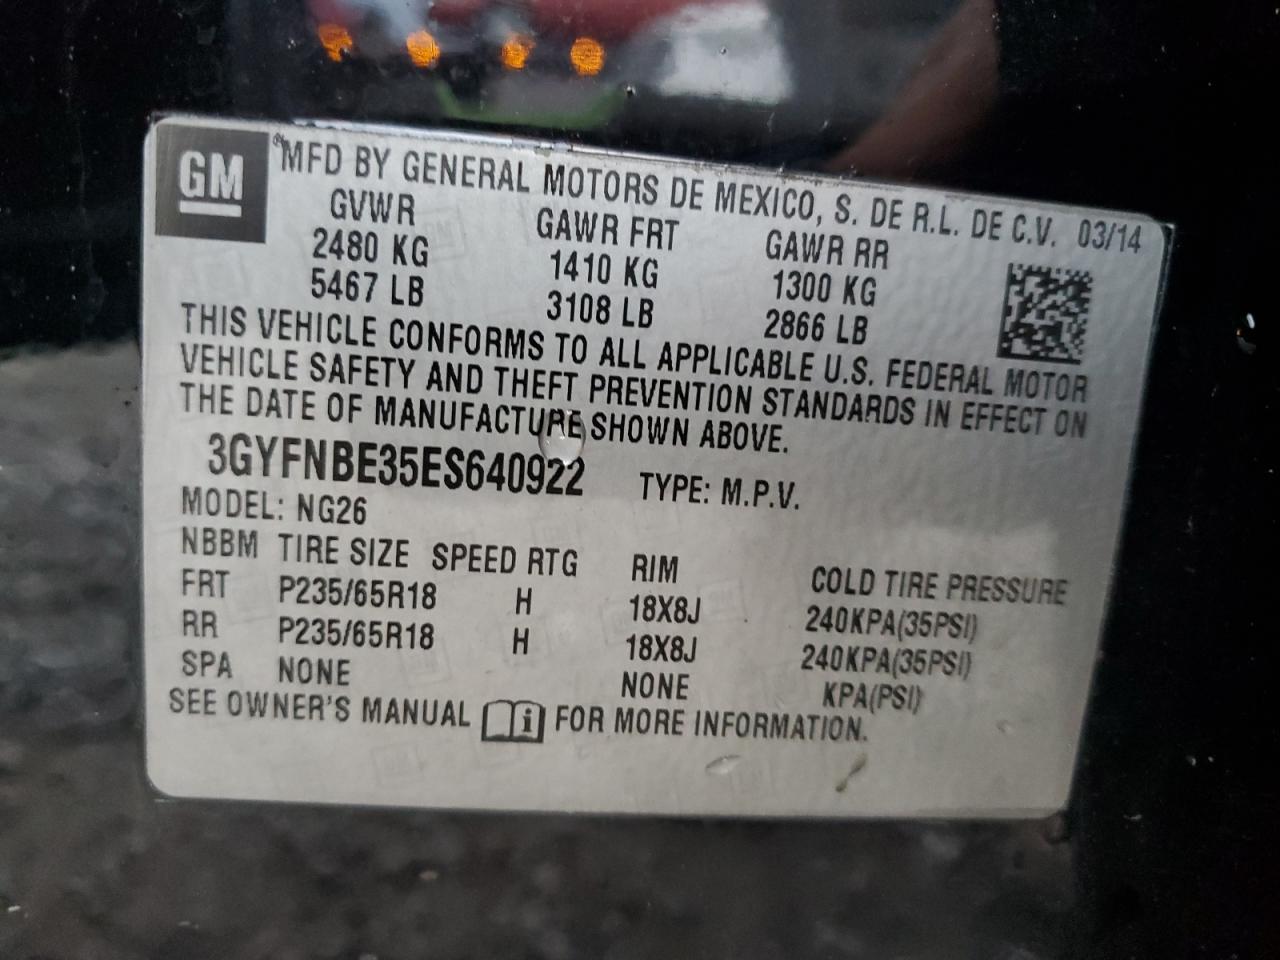 GM
MFD BY GENERAL MOTORS DE MEXICO, S. DE R.L. DE C.V. 03/14
GVWR GAWR FRT GAWR RR
2480 KG 1410 KG 1300 KG
5467 LB 3108 LB 2866 LB
THIS VEHICLE CONFORMS TO ALL APPLICABLE U.S. FEDERAL MOTOR
VEHICLE SAFETY AND THEFT PREVENTION STANDARDS IN EFFECT ON
THE DATE OF MANUFACTURE SHOWN ABOVE.
3GYFNBE35ES640922 TYPE: M.P.V.
MODEL: NG26
NBBM TIRE SIZE SPEED RTG RIM COLD TIRE PRESSURE
FRT P235/65R18 H 18X8J 240KPA(35PSI)
RR P235/65R18 H 18X8J 240KPA(35PSI)
SPA NONE NONE KPA(PSI)
SEE OWNER'S MANUAL i FOR MORE INFORMATION.